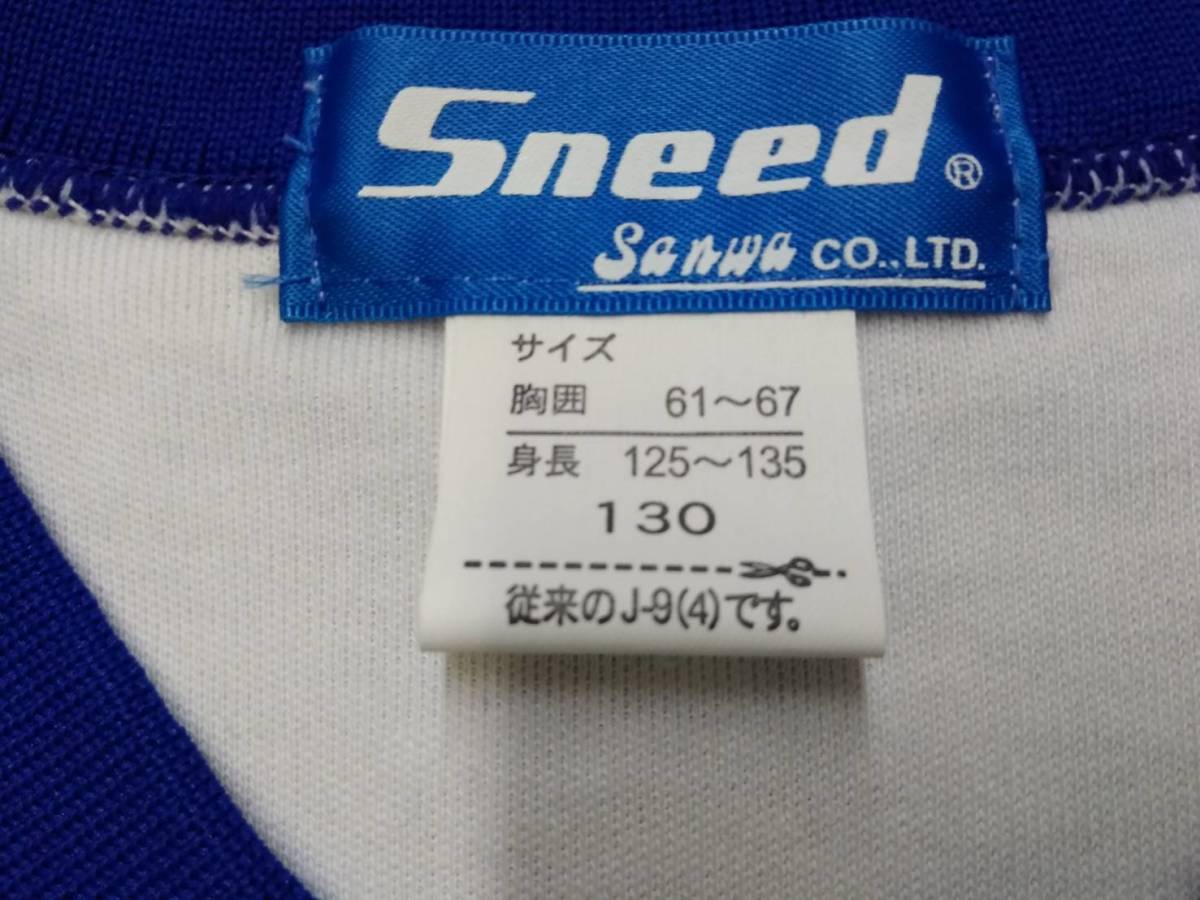 Sneed®
Sanwa CO.,LTD.
サイズ
胸囲 61～67
身長 125～135
130
従来のJ-9(4)です。